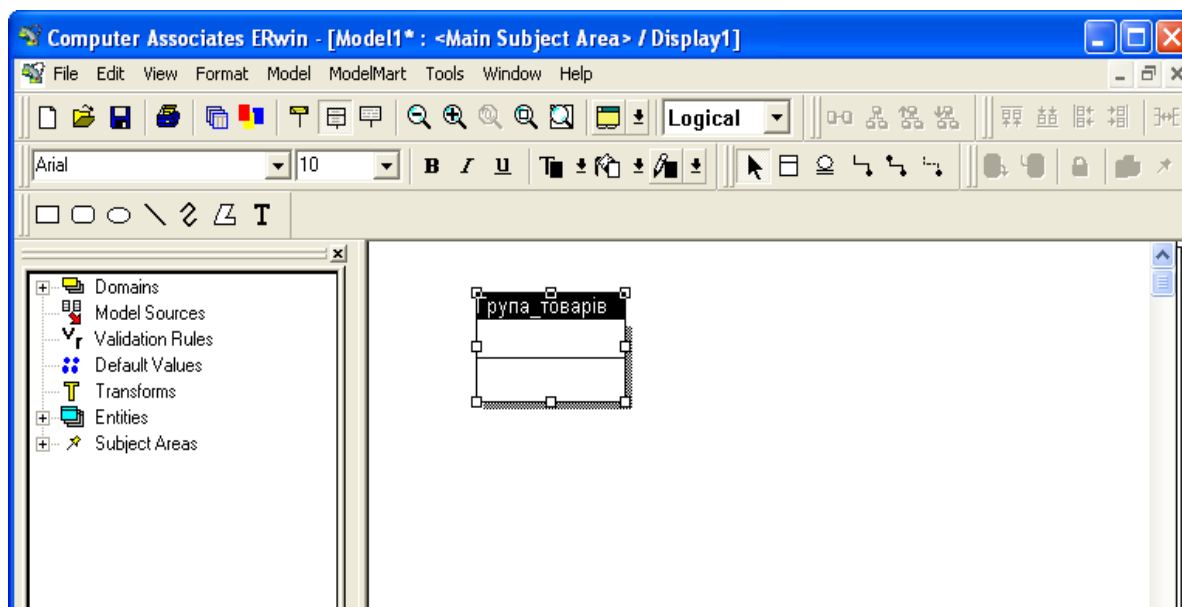 Computer Associates ERwin - [Model1* : <Main Subject Area> / Display1]
File Edit View Format Model ModelMart Tools Window Help
Logical
Arial 10 B I U T
T
Domains
Model Sources
Validation Rules
Default Values
Transforms
Entities
Subject Areas
Група_товарів